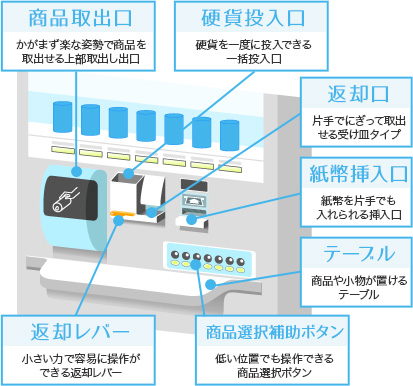 商品取出口
かがまず楽な姿勢で商品を
取出せる上部取出し出口
硬貨投入口
硬貨を一度に投入できる
一括投入口
返却口
片手でにぎって取出
せる受け皿タイプ
紙幣挿入口
紙幣を片手でも
入れられる挿入口
テーブル
商品や小物が置ける
テーブル
返却レバー
小さい力で容易に操作が
できる返却レバー
商品選択補助ボタン
低い位置でも操作できる
商品選択ボタン